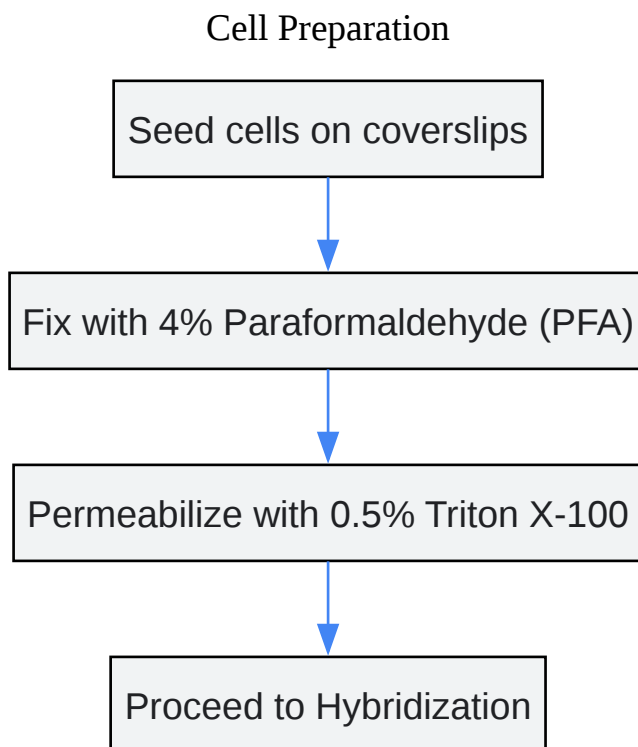 Cell Preparation
Seed cells on coverslips
Fix with 4% Paraformaldehyde (PFA)
Permeabilize with 0.5% Triton X-100
Proceed to Hybridization